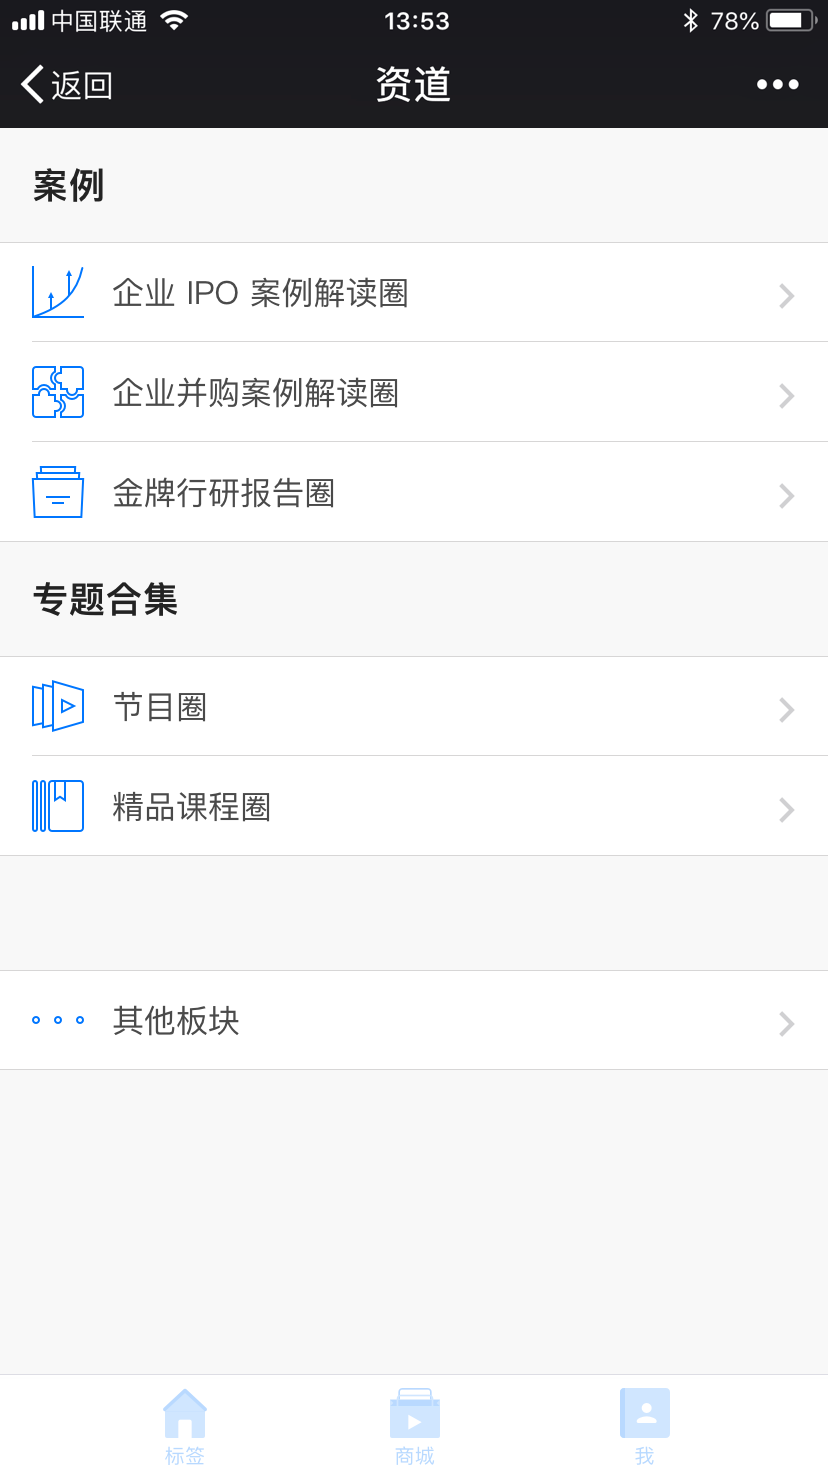 中国联通 13:53 78%
返回 资道
案例
企业 IPO 案例解读圈
企业并购案例解读圈
金牌行研报告圈
专题合集
节目圈
精品课程圈
其他板块
标签 商城 我